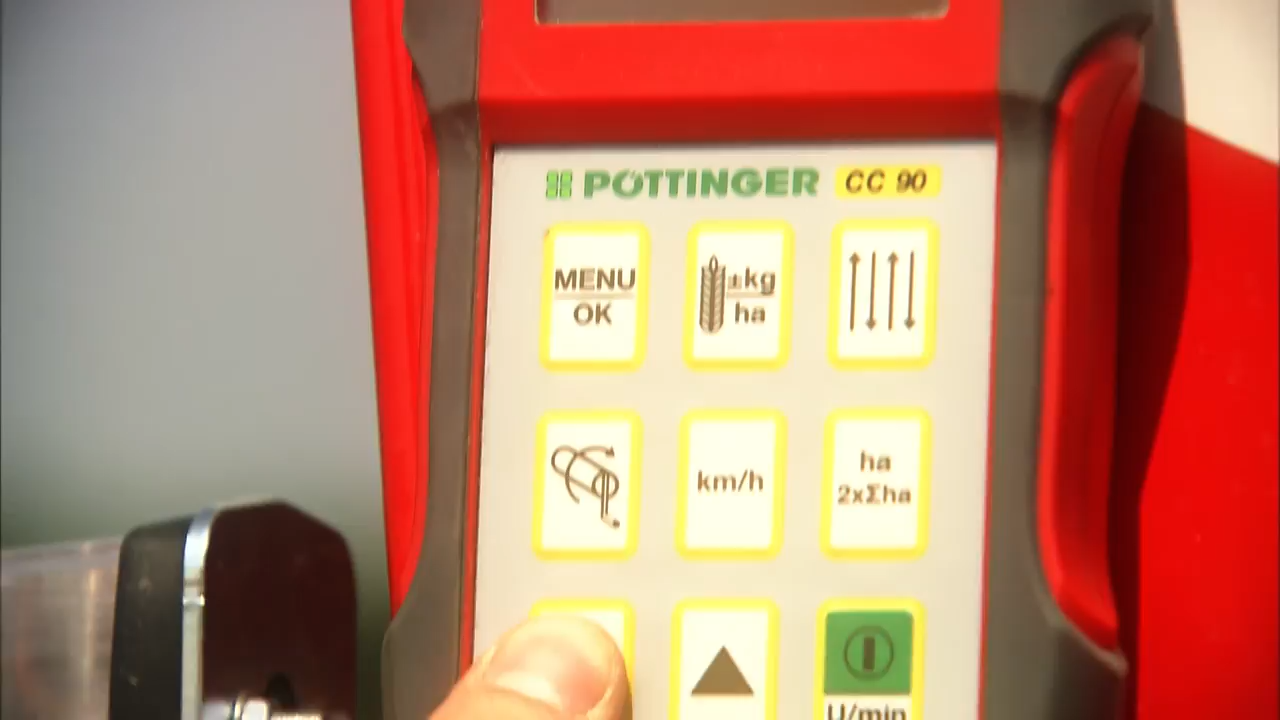 PÖTTINGER CC 90
MENU
OK
±kg
ha
km/h
ha
2xΣha
U/min